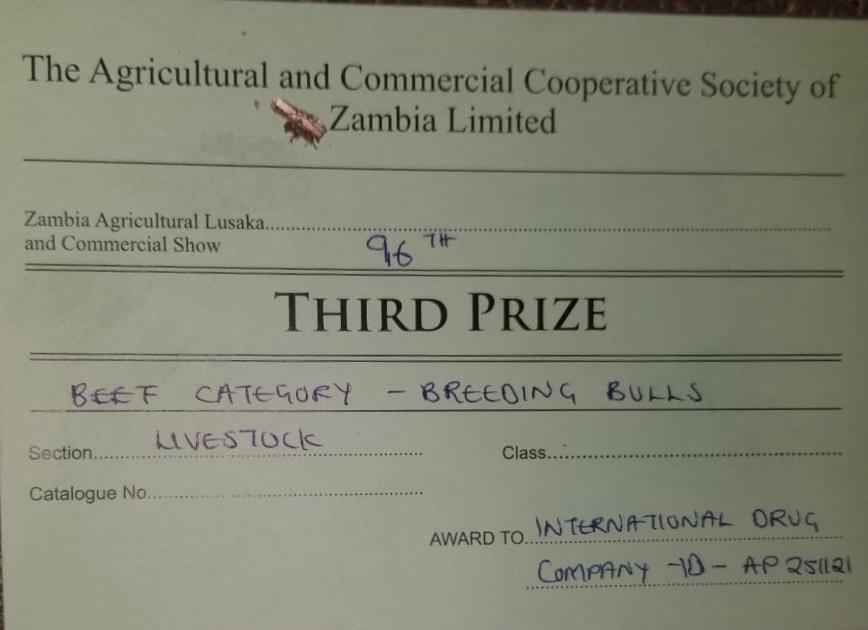 The Agricultural and Commercial Cooperative Society of
Zambia Limited
Zambia Agricultural Lusaka
and Commercial Show 96TH
THIRD PRIZE
BEEF CATEGORY - BREEDING BULLS
Section LIVESTOCK Class
Catalogue No.
AWARD TO INTERNATIONAL DRUG
COMPANY -ID- AP 251121